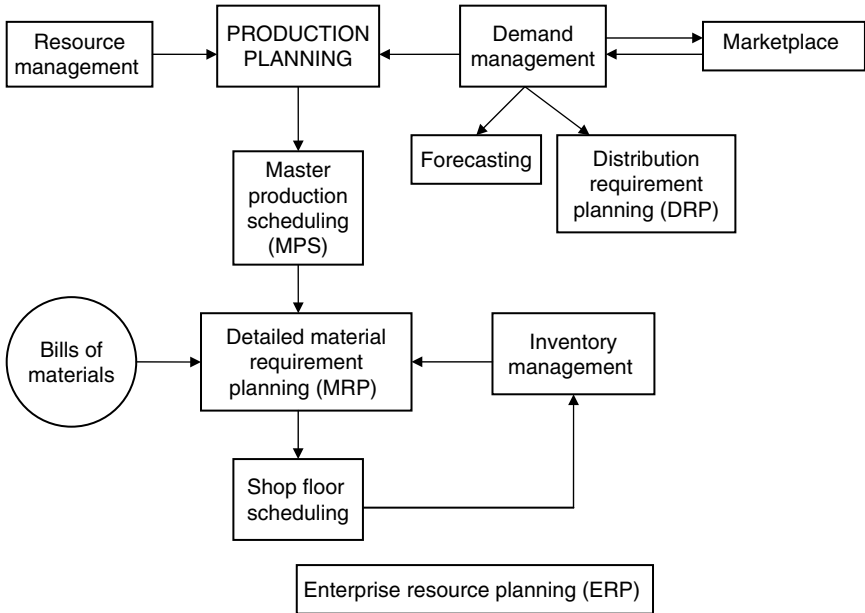 Resource
management
PRODUCTION
PLANNING
Demand
management
Marketplace
Forecasting
Distribution
requirement
planning (DRP)
Master
production
scheduling
(MPS)
Bills of
materials
Detailed material
requirement
planning (MRP)
Inventory
management
Shop floor
scheduling
Enterprise resource planning (ERP)